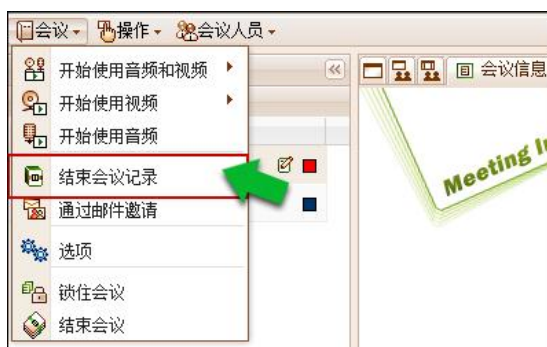 会议 操作 会议人员
开始使用音频和视频
会议信息
开始使用视频
开始使用音频
结束会议记录
Meeting
通过邮件邀请
选项
锁住会议
结束会议